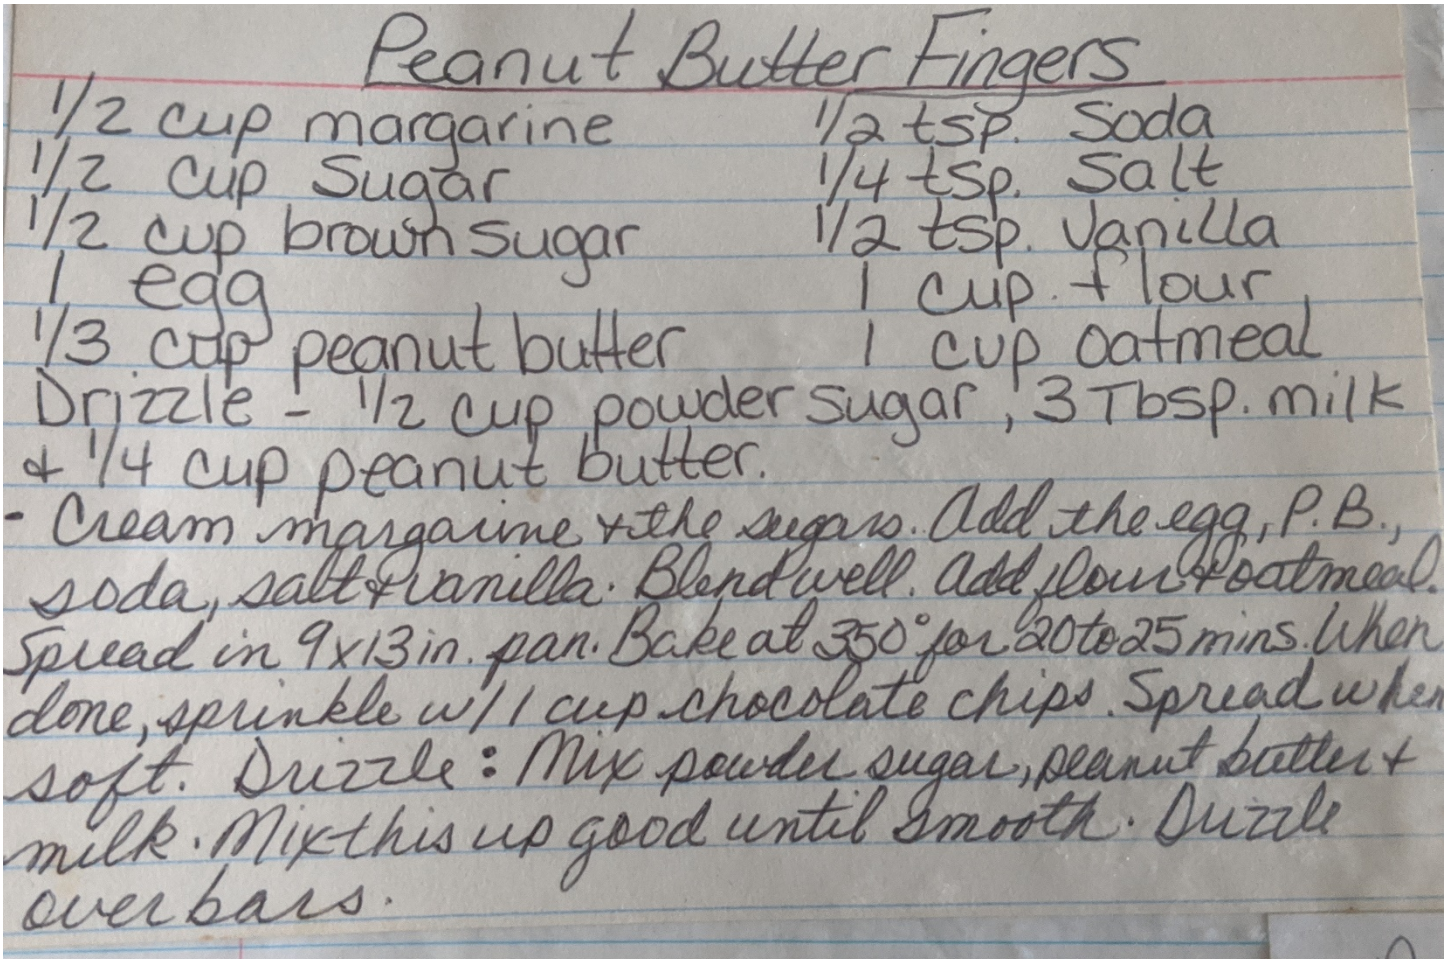 Peanut Butter Fingers
1/2 cup margarine 1/2 tsp. Soda
1/2 cup Sugar 1/4 tsp. Salt
1/2 cup brown sugar 1/2 tsp. Vanilla
1 egg 1 cup flour
1/3 cup peanut butter 1 cup oatmeal
Drizzle - 1/2 cup powder sugar, 3 Tbsp. milk
& 1/4 cup peanut butter.
- Cream margarine & the sugars. Add the egg, P.B.,
soda, salt & vanilla. Blend well. Add flour & oatmeal.
Spread in 9x13 in. pan. Bake at 350° for 20 to 25 mins. When
done, sprinkle w/ 1 cup chocolate chips. Spread when
soft. Drizzle: Mix powder sugar, peanut butter &
milk. Mix this up good until smooth. Drizzle
over bars.